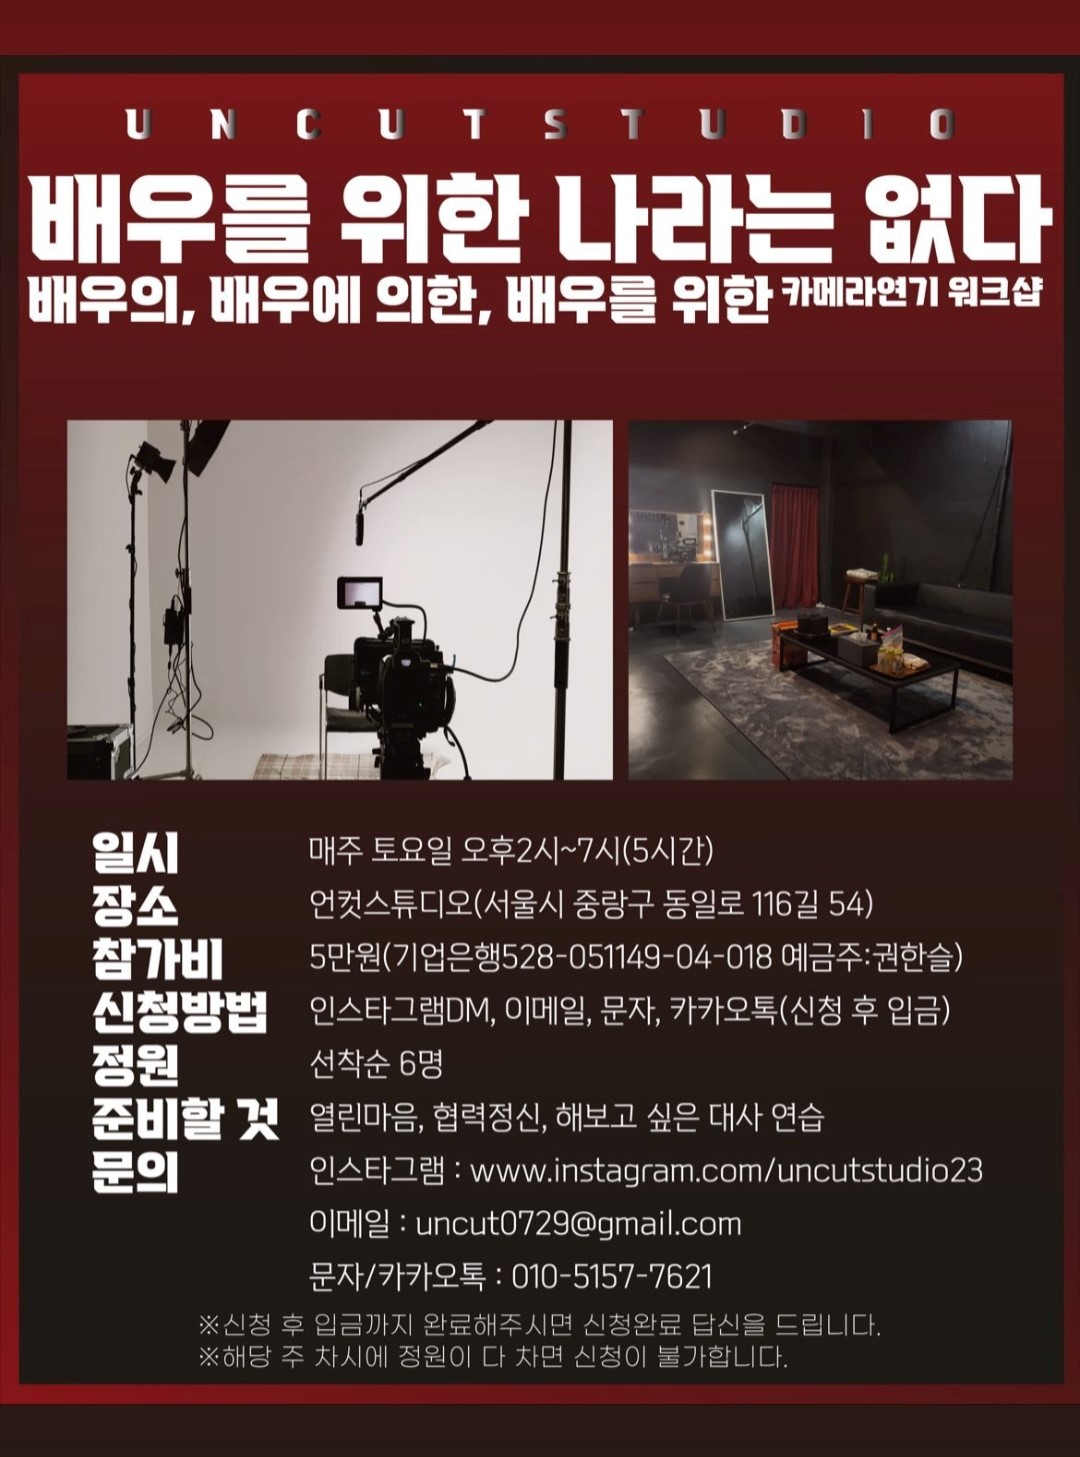 UNCUTSTUDIO
배우를 위한 나라는 없다
배우의, 배우에 의한, 배우를 위한 카메라연기 워크샵
일시 매주 토요일 오후2시~7시(5시간)
장소 언컷스튜디오(서울시 중랑구 동일로 116길 54)
참가비 5만원(기업은행528-051149-04-018 예금주:권한슬)
신청방법 인스타그램DM, 이메일, 문자, 카카오톡(신청 후 입금)
정원 선착순 6명
준비할 것 열린마음, 협력정신, 해보고 싶은 대사 연습
문의 인스타그램 : www.instagram.com/uncutstudio23
이메일 : uncut0729@gmail.com
문자/카카오톡 : 010-5157-7621
※신청 후 입금까지 완료해주시면 신청완료 답신을 드립니다.
※해당 주 차시에 정원이 다 차면 신청이 불가합니다.